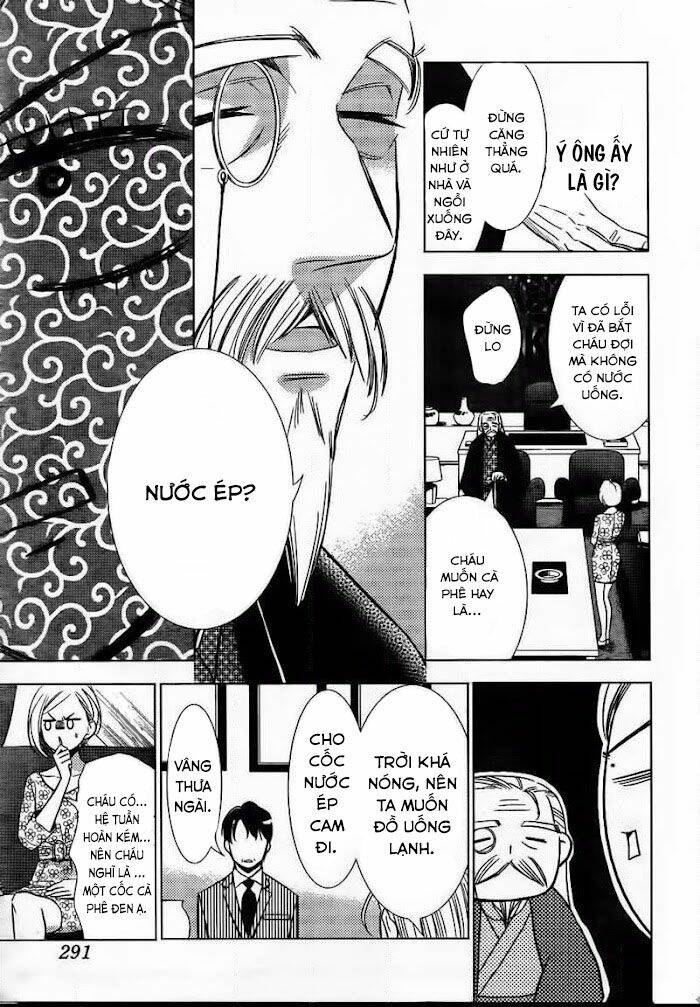 Ý ÔNG ẤY
LÀ GÌ?
ĐỪNG
CĂNG
THẲNG
QUÁ.
CỨ TỰ
NHIÊN
NHƯ Ở
NHÀ VÀ
NGỒI
XUỐNG
ĐÂY.
TA CÓ LỖI
VÌ ĐÃ BẮT
CHÁU ĐỢI
MÀ KHÔNG
CÓ NƯỚC
UỐNG.
ĐỪNG
LO
CHÁU
MUỐN CÀ
PHÊ HAY
LÀ...
NƯỚC ÉP?
TRỜI KHÁ
NÓNG, NÊN
TA MUỐN
ĐỒ UỐNG
LẠNH.
CHO
CỐC
NƯỚC
ÉP
CAM
ĐI.
VÂNG
THƯA
NGÀI.
CHÁU CÓ...
HỆ TUẦN
HOÀN KÉM...
NÊN CHÁU
NGHĨ LÀ ...
MỘT CỐC CÀ
PHÊ ĐEN Ạ.
291